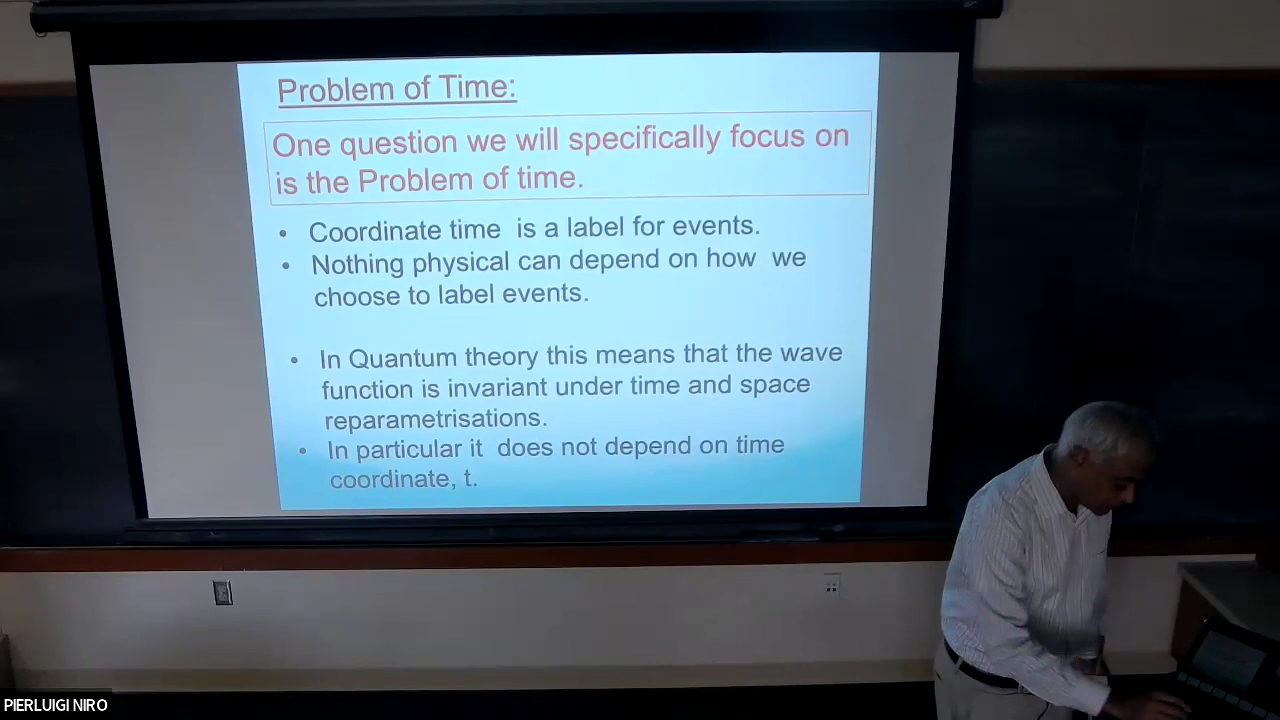 Problem of Time:
One question we will specifically focus on
is the Problem of time.
• Coordinate time is a label for events.
• Nothing physical can depend on how we
choose to label events.
• In Quantum theory this means that the wave
function is invariant under time and space
reparametrisations.
• In particular it does not depend on time
coordinate, t.
PIERLUIGI NIRO